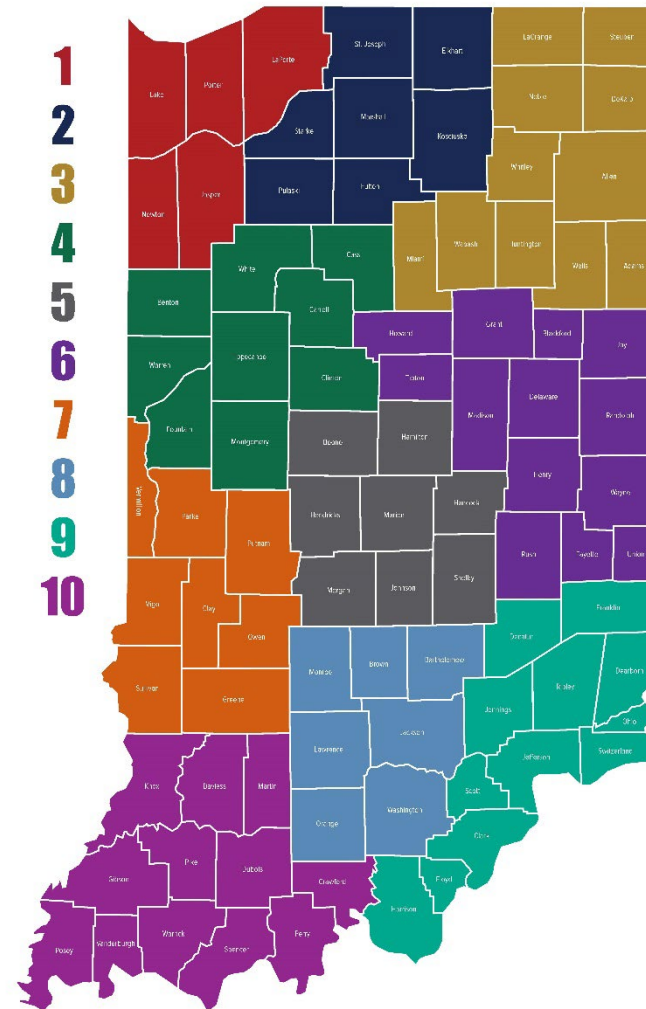 1
2
3
4
5
6
7
8
9
10
St. Joseph
Elkhart
LaGrange
Steuben
LaPorte
Porter
Lake
Noble
DeKalb
Marshall
Starke
Kosciusko
Whitley
Allen
Pulaski
Fulton
Jasper
Newton
Cass
White
Miami
Wabash
Huntington
Wells
Adams
Benton
Carroll
Howard
Grant
Blackford
Jay
Tippecanoe
Warren
Clinton
Tipton
Madison
Delaware
Randolph
Fountain
Montgomery
Boone
Hamilton
Henry
Wayne
Vermillion
Parke
Putnam
Hendricks
Marion
Hancock
Rush
Fayette
Union
Vigo
Clay
Owen
Morgan
Johnson
Shelby
Franklin
Decatur
Sullivan
Greene
Monroe
Brown
Bartholomew
Jennings
Ripley
Dearborn
Ohio
Switzerland
Jefferson
Lawrence
Jackson
Scott
Knox
Daviess
Martin
Orange
Washington
Clark
Floyd
Harrison
Gibson
Pike
Dubois
Crawford
Posey
Vanderburgh
Warrick
Spencer
Perry